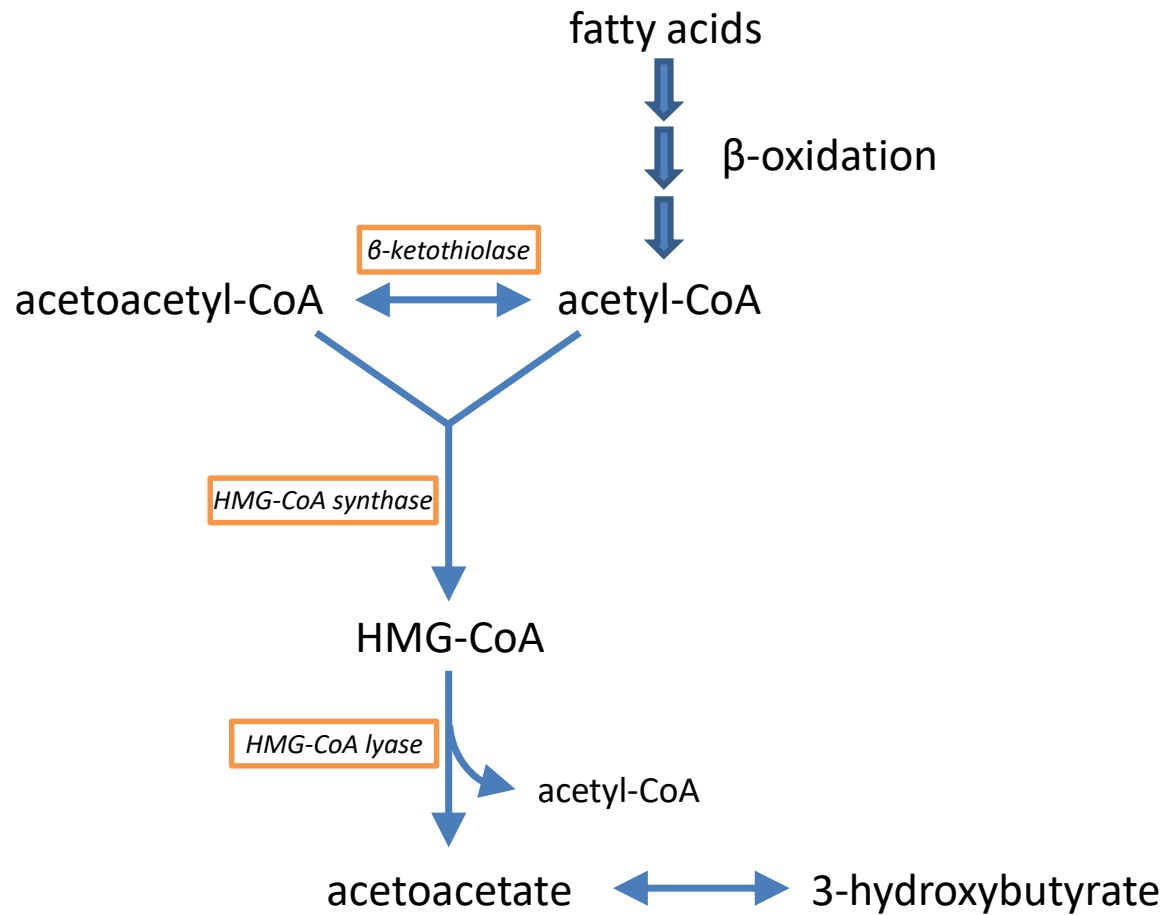 fatty acids
β-oxidation
β-ketothiolase
acetoacetyl-CoA
acetyl-CoA
HMG-CoA synthase
HMG-CoA
HMG-CoA lyase
acetyl-CoA
acetoacetate
3-hydroxybutyrate